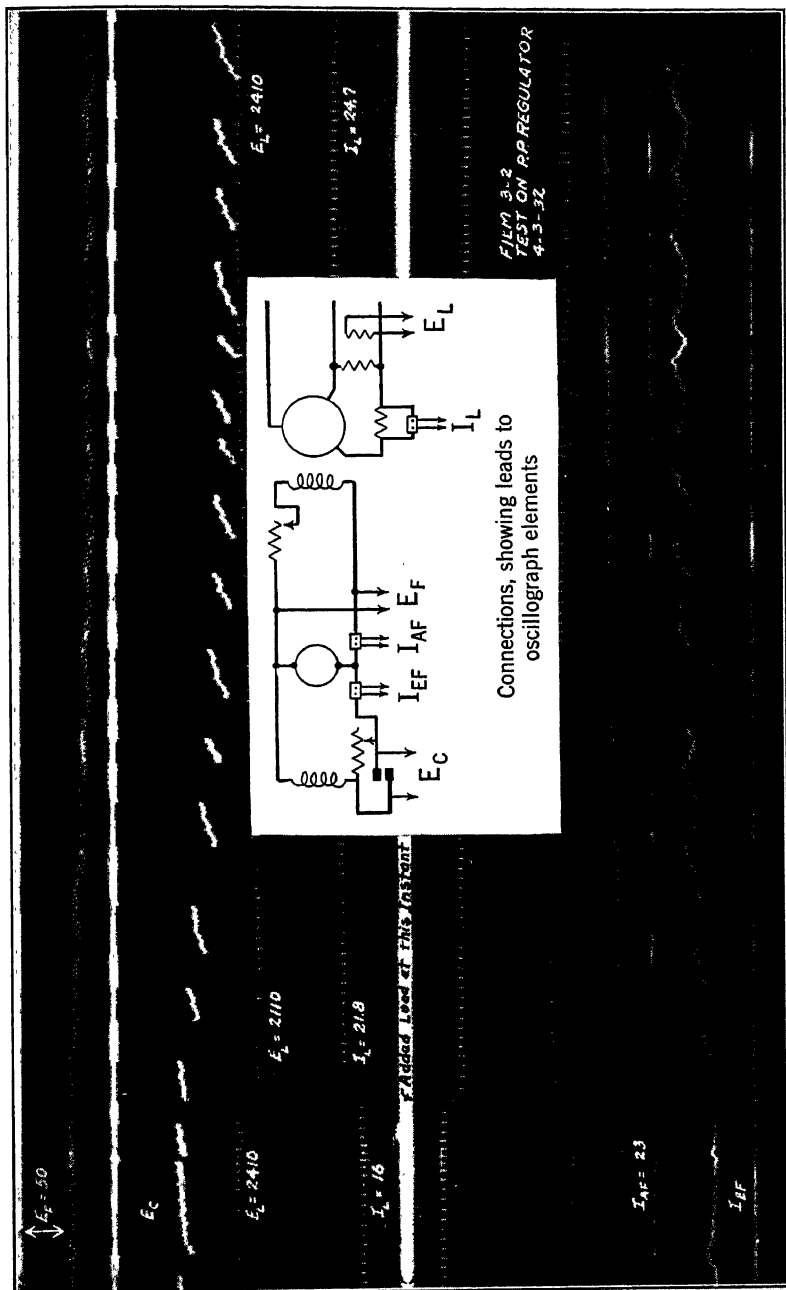 E_F = 50
E_C
E_L = 2410
E_L = 2110
E_L = 2410
I_L = 16
I_L = 21.8
I_L = 24.7
Added Load at this Instant
FILM 3-2
TEST ON R.P. REGULATOR
4-3-32
I_AF = 23
I_EF
E_C
I_EF
I_AF
E_F
I_L
E_L
Connections, showing leads to
oscillograph elements